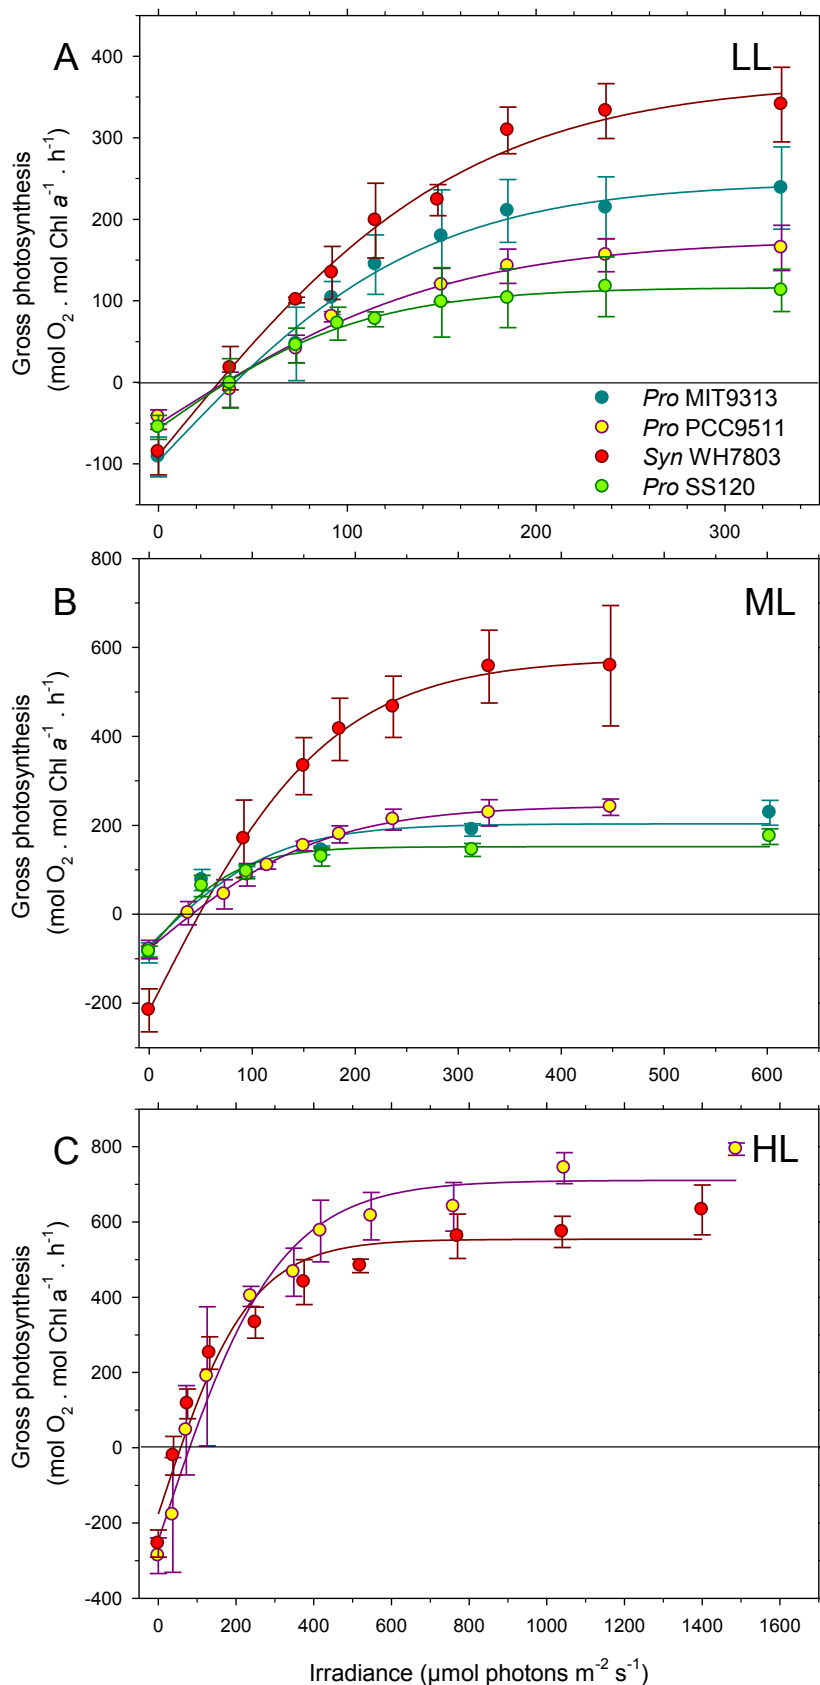 A
LL
400
300
200
100
0
-100
Gross photosynthesis
(mol O₂ . mol Chl a⁻¹ . h⁻¹)
Pro MIT9313
Pro PCC9511
Syn WH7803
Pro SS120
0 100 200 300
B
ML
800
600
400
200
0
-200
Gross photosynthesis
(mol O₂ . mol Chl a⁻¹ . h⁻¹)
0 100 200 300 400 500 600
C
HL
800
600
400
200
0
-200
-400
Gross photosynthesis
(mol O₂ . mol Chl a⁻¹ . h⁻¹)
0 200 400 600 800 1000 1200 1400 1600
Irradiance (µmol photons m⁻² s⁻¹)